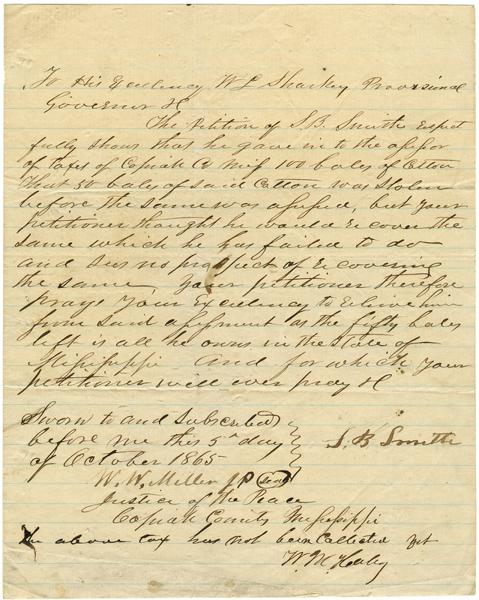 To His Excellency W L Sharkey Provisional
Governor &C
The Petition of S.B. Smith respect
fully shows that he gave in to the assessor
of taxes of Copiah Co Miss 100 bales of Cotton
That 50 bales of said Cotton was stolen
before the same was assessed, but your
petitioner thought he would recover the
same which he has failed to do
and sees no prospect of recovering
the same, your petitioner therefore
prays your Excellency to relieve him
from said assessment as the fifty bales
left is all he owns in the State of
Mississippi And for which your
petitioner will ever pray &C
Sworn to and subscribed
before me this 5th day
of October 1865
S. B Smith
W. W. Miller JP
Justice of the Peace
Copiah County Mississippi
The above tax has not been Collected yet
W. M. Haley